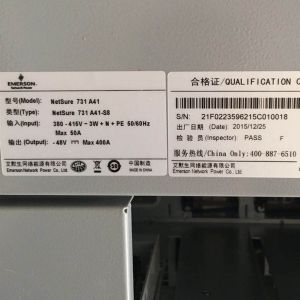 EMERSON
Network Power
型号(Model): NetSure 731 A41
类型(Type): NetSure 731 A41-S8
输入(Input): 380 - 415V ~ 3W + N + PE 50/60Hz
Max 50A
输出(Output): -48V ⎓ Max 400A
中国制造
艾默生网络能源有限公司
Emerson Network Power Co., Ltd.
合格证/QUALIFICATION C
S/N: 21F0223596215C010018
出厂日期(Date) 2015/12/25
检 验 员(Inspector) PASS F
服务热线/China Only:400-887-6510
艾默生网络能源有限公司
Emerson Network Power Co., Ltd.